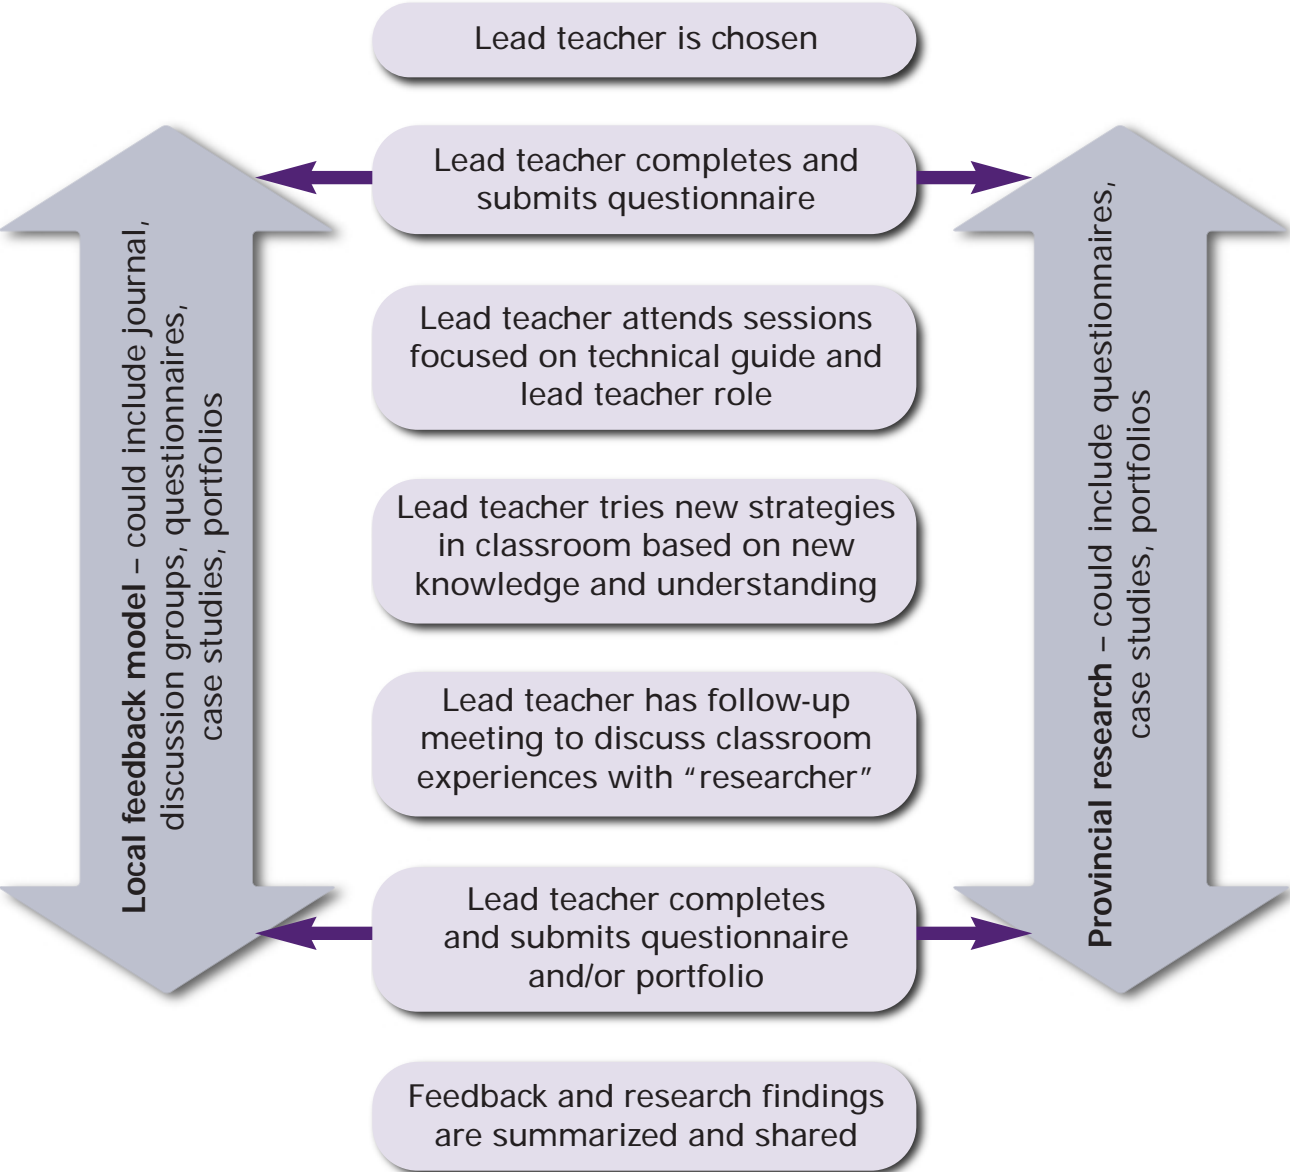 Lead teacher is chosen
Lead teacher completes and
submits questionnaire
Lead teacher attends sessions
focused on technical guide and
lead teacher role
Lead teacher tries new strategies
in classroom based on new
knowledge and understanding
Lead teacher has follow-up
meeting to discuss classroom
experiences with “researcher”
Lead teacher completes
and submits questionnaire
and/or portfolio
Feedback and research findings
are summarized and shared
Local feedback model – could include journal,
discussion groups, questionnaires,
case studies, portfolios
Provincial research – could include questionnaires,
case studies, portfolios